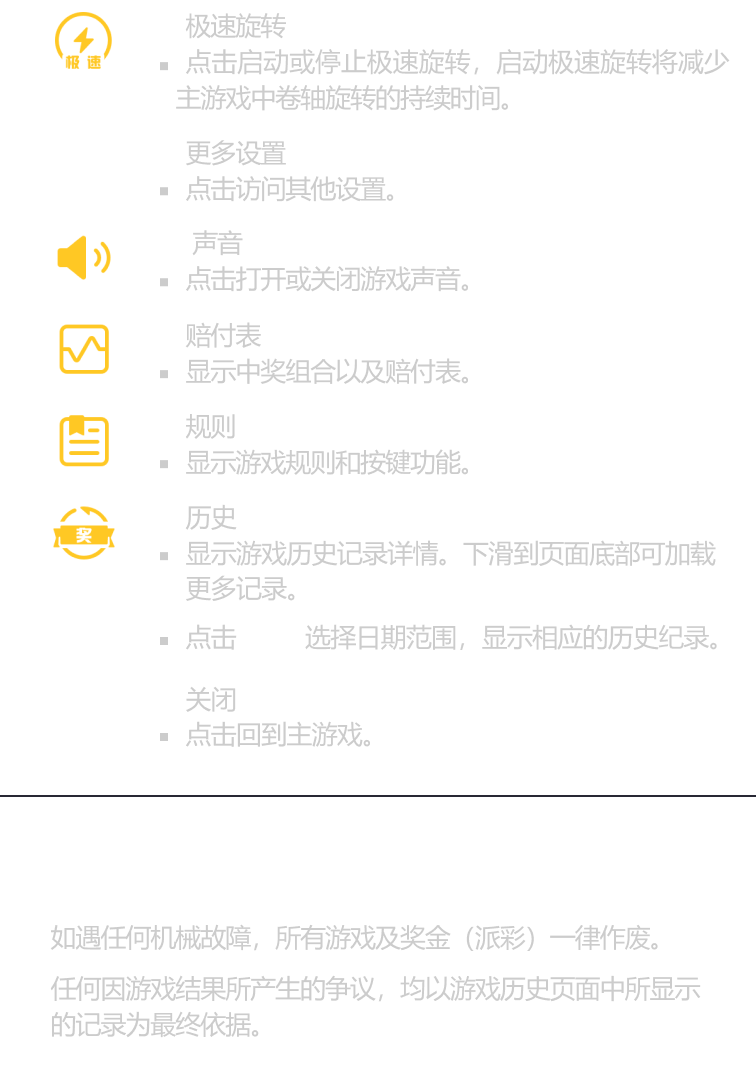 极速旋转
极速
点击启动或停止极速旋转，启动极速旋转将减少
主游戏中卷轴旋转的持续时间。
更多设置
点击访问其他设置。
声音
点击打开或关闭游戏声音。
赔付表
显示中奖组合以及赔付表。
规则
显示游戏规则和按键功能。
历史
奖
显示游戏历史记录详情。下滑到页面底部可加载
更多记录。
点击 选择日期范围，显示相应的历史纪录。
关闭
点击回到主游戏。
如遇任何机械故障，所有游戏及奖金（派彩）一律作废。
任何因游戏结果所产生的争议，均以游戏历史页面中所显示
的记录为最终依据。